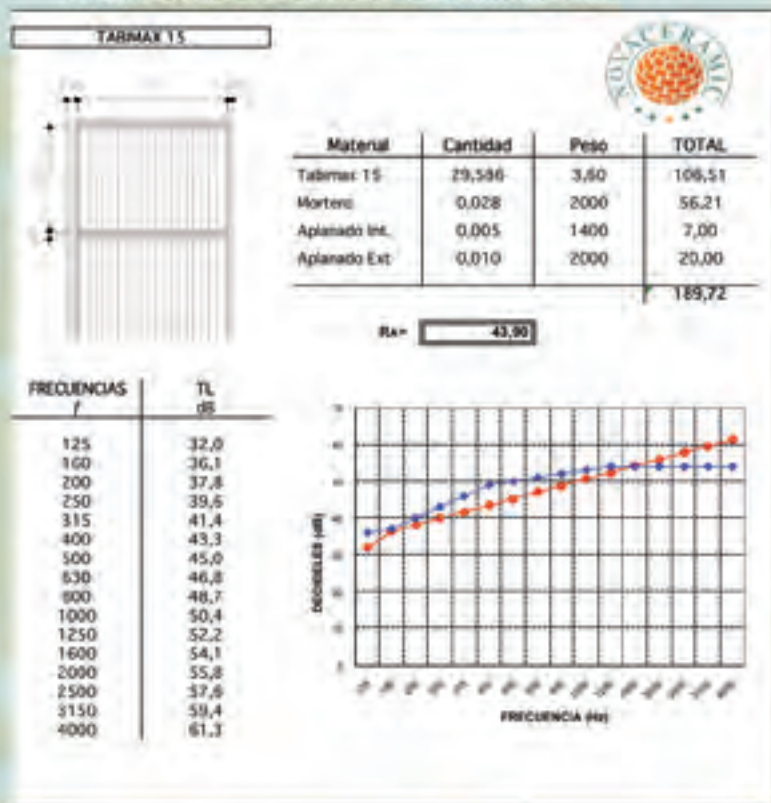 TABIMAX 15
NOVACERAMIC
Material Cantidad Peso TOTAL
Tabimax 15 29,586 3,60 106,51
Mortero 0,028 2000 56,21
Aplanado Int. 0,005 1400 7,00
Aplanado Ext 0,010 2000 20,00
189,72
RA= 43,90
FRECUENCIAS TL
f dB
125 32,0
160 36,1
200 37,8
250 39,6
315 41,4
400 43,3
500 45,0
630 46,8
800 48,7
1000 50,4
1250 52,2
1600 54,1
2000 55,8
2500 57,6
3150 59,4
4000 61,3
DECIBELES (dB)
FRECUENCIA (Hz)